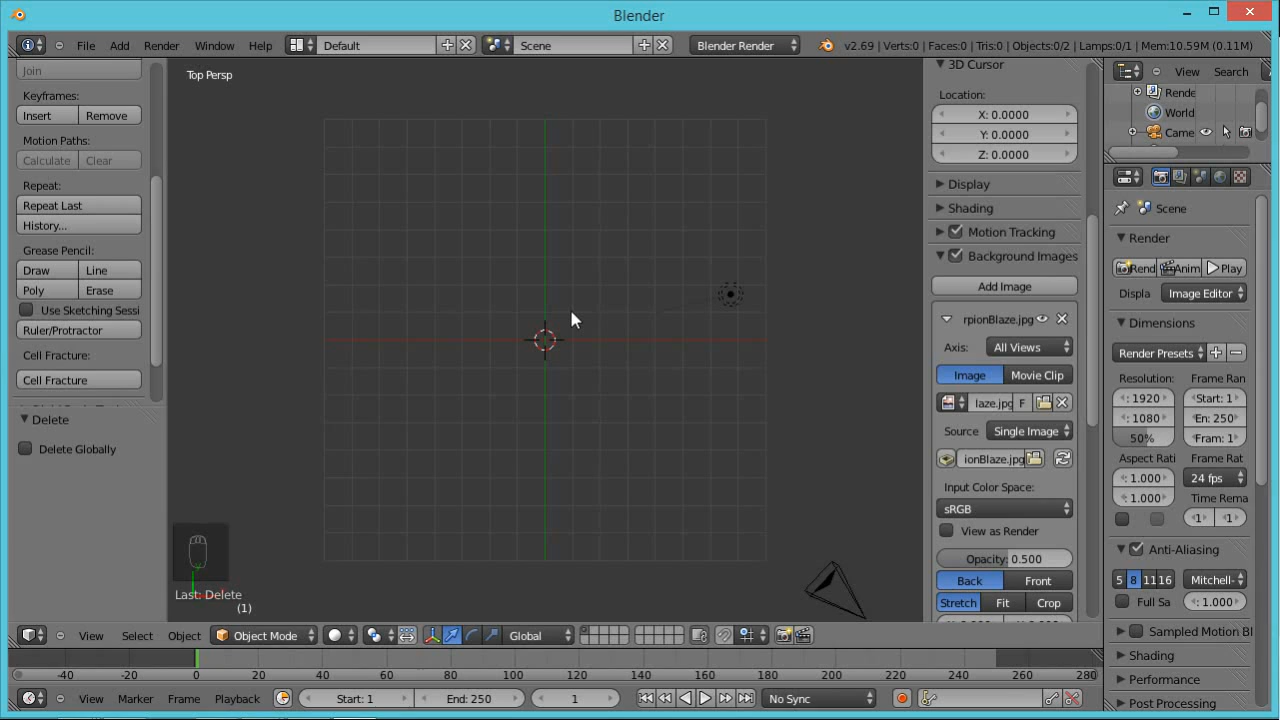 Blender
File Add Render Window Help Default Scene Blender Render v2.69 | Verts:0 | Faces:0 | Tris:0 | Objects:0/2 | Lamps:0/1 | Mem:10.59M (0.11M)
Join
Keyframes:
Insert Remove
Motion Paths:
Calculate Clear
Repeat:
Repeat Last
History...
Grease Pencil:
Draw Line
Poly Erase
Use Sketching Sessi
Ruler/Protractor
Cell Fracture:
Cell Fracture
Delete
Delete Globally
Top Persp
Last: Delete
(1)
3D Cursor
Location:
X: 0.0000
Y: 0.0000
Z: 0.0000
Display
Shading
Motion Tracking
Background Images
Add Image
rpionBlaze.jpg
Axis: All Views
Image Movie Clip
laze.jpg F
Source Single Image
ionBlaze.jpg
Input Color Space:
sRGB
View as Render
Opacity: 0.500
Back Front
Stretch Fit Crop
View Search
Rende
World
Came
Scene
Render
Rend Anim Play
Displa Image Editor
Dimensions
Render Presets
Resolution: Frame Ran
: 1920 Start: 1
: 1080 En: 250
50% Fram: 1
Aspect Rati Frame Rat
: 1.000 24 fps
: 1.000 Time Rema
: 1 : 1
Anti-Aliasing
5 8 11 16 Mitchell-
Full Sa : 1.000
Sampled Motion Bl
Shading
Performance
Post Processing
View Select Object Object Mode Global
-40 -20 0 20 40 60 80 100 120 140 160 180 200 220 240 260 280
View Marker Frame Playback Start: 1 End: 250 1 No Sync